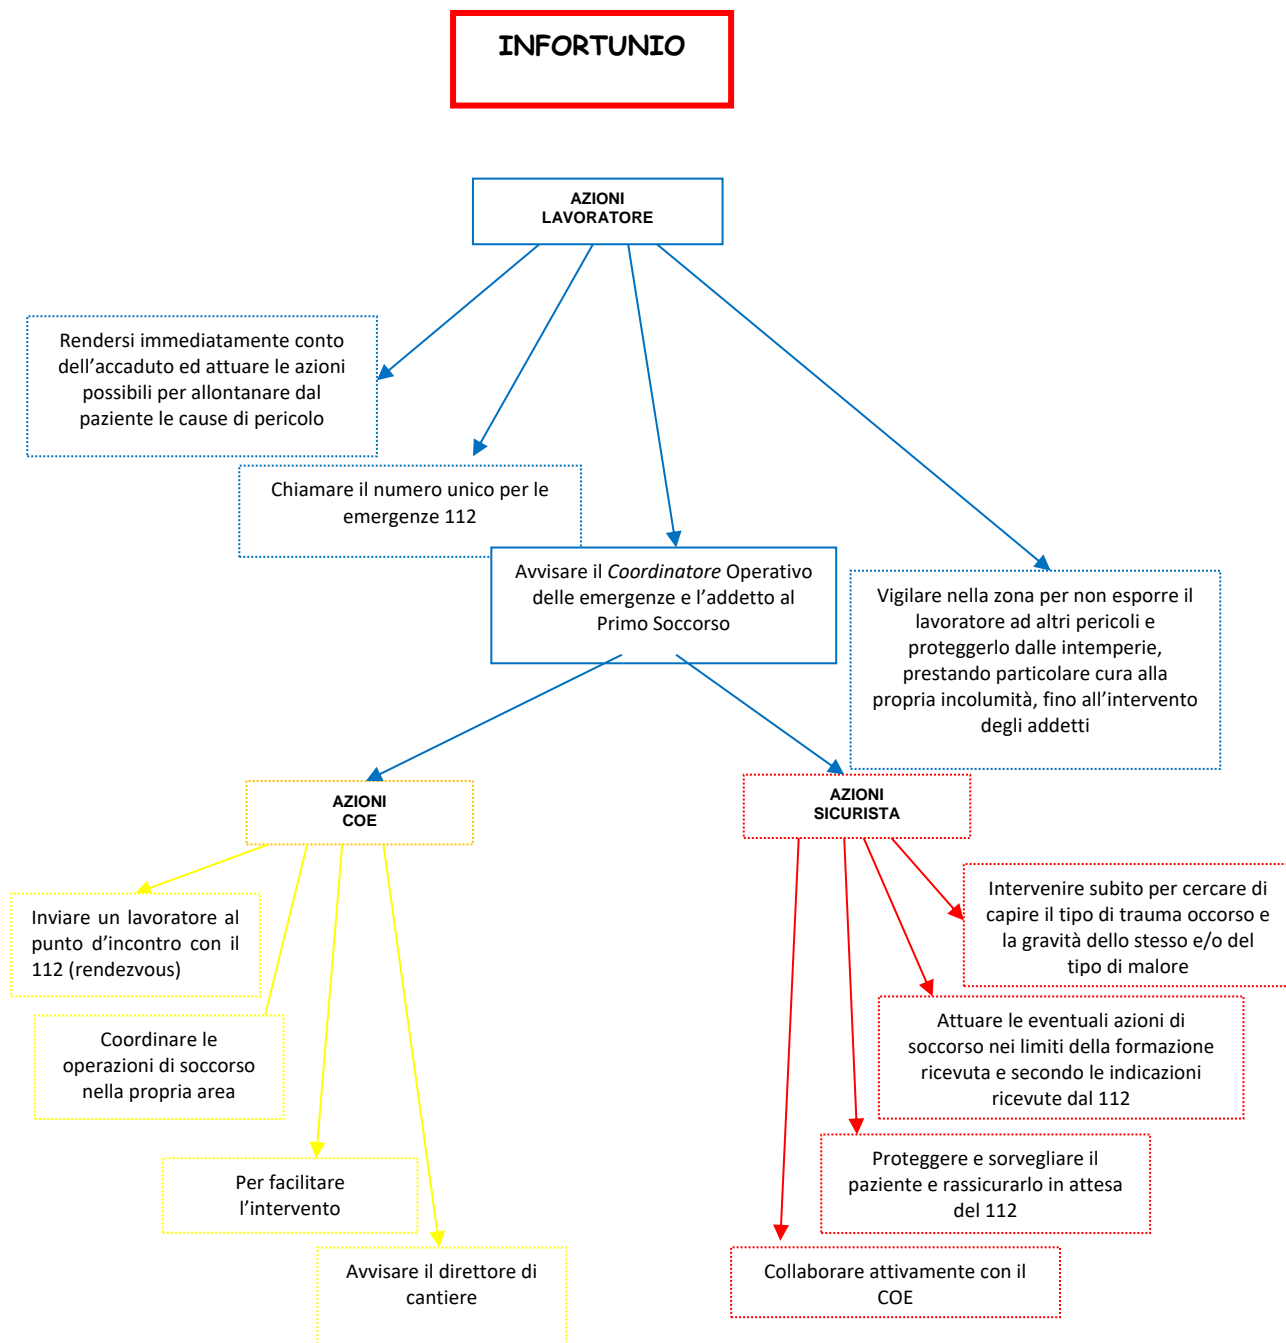 INFORTUNIO
AZIONI
LAVORATORE
Rendersi immediatamente conto
dell’accaduto ed attuare le azioni
possibili per allontanare dal
paziente le cause di pericolo
Chiamare il numero unico per le
emergenze 112
Avvisare il Coordinatore Operativo
delle emergenze e l’addetto al
Primo Soccorso
Vigilare nella zona per non esporre il
lavoratore ad altri pericoli e
proteggerlo dalle intemperie,
prestando particolare cura alla
propria incolumità, fino all’intervento
degli addetti
AZIONI
COE
AZIONI
SICURISTA
Inviare un lavoratore al
punto d’incontro con il
112 (rendezvous)
Coordinare le
operazioni di soccorso
nella propria area
Per facilitare
l’intervento
Avvisare il direttore di
cantiere
Intervenire subito per cercare di
capire il tipo di trauma occorso e
la gravità dello stesso e/o del
tipo di malore
Attuare le eventuali azioni di
soccorso nei limiti della formazione
ricevuta e secondo le indicazioni
ricevute dal 112
Proteggere e sorvegliare il
paziente e rassicurarlo in attesa
del 112
Collaborare attivamente con il
COE